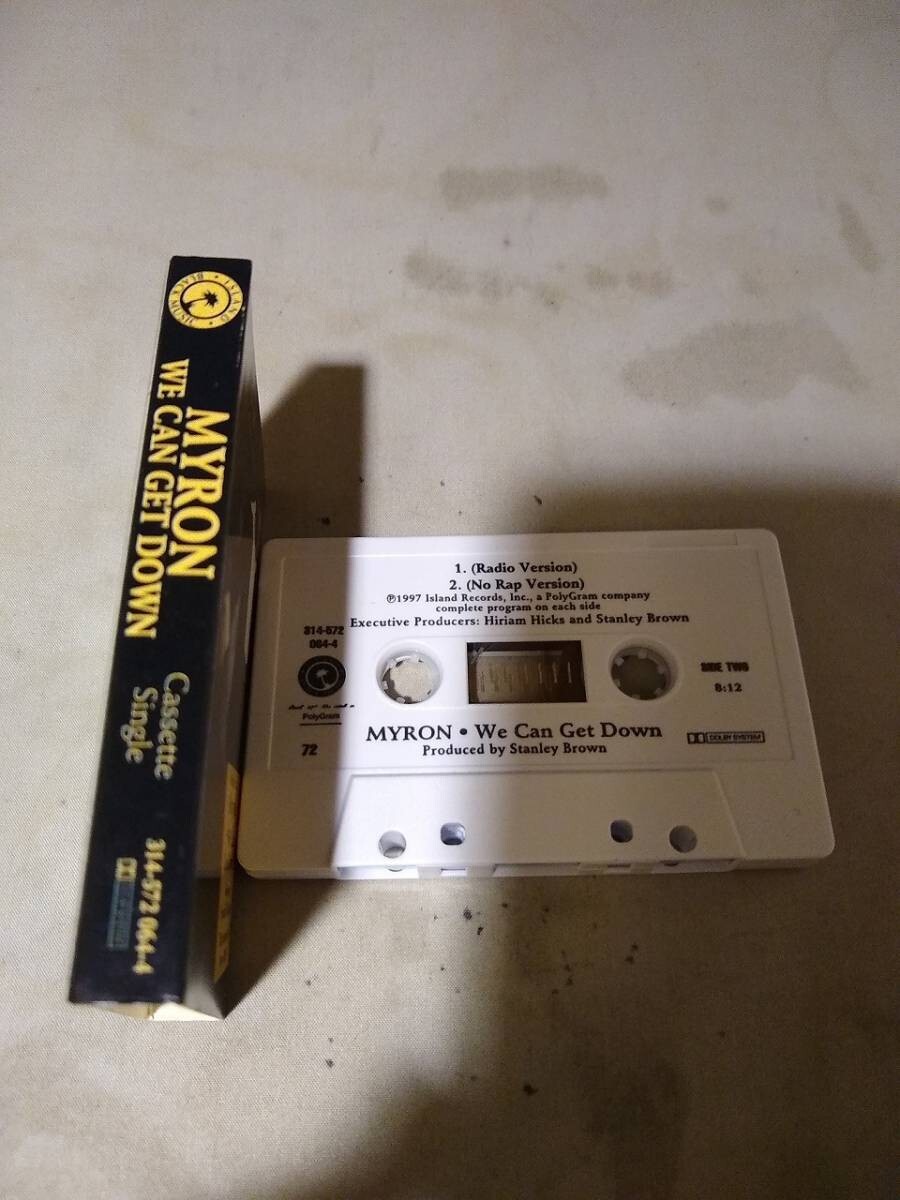 ISLAND
BLACK MUSIC
MYRON
WE CAN GET DOWN
Cassette
Single
314-572 064-4
1. (Radio Version)
2. (No Rap Version)
℗1997 Island Records, Inc., a PolyGram company
complete program on each side
Executive Producers: Hiriam Hicks and Stanley Brown
314-572
064-4
PolyGram
72
SIDE TWO
8:12
MYRON • We Can Get Down
Produced by Stanley Brown
DOLBY SYSTEM